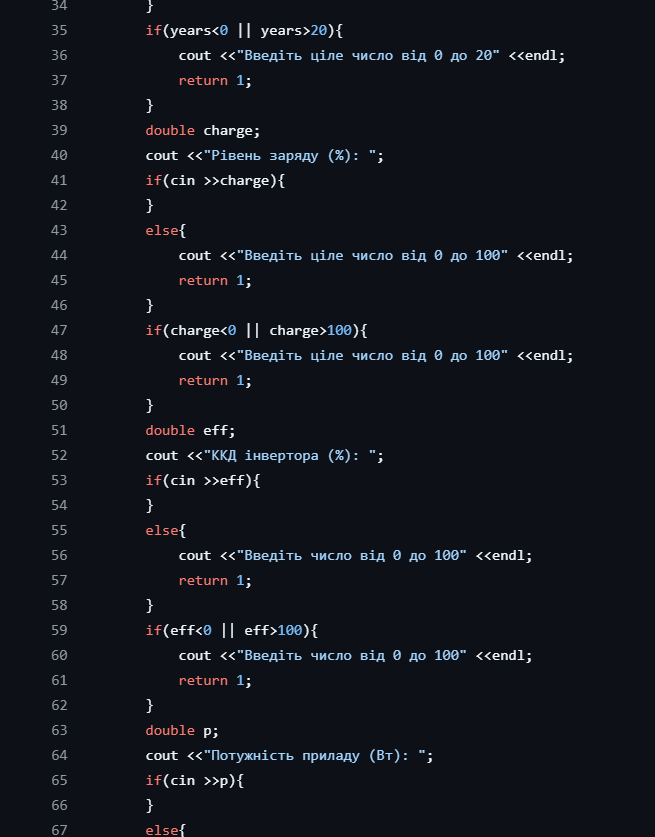 34 }
35 if(years<0 || years>20){
36 cout <<"Введіть ціле число від 0 до 20" <<endl;
37 return 1;
38 }
39 double charge;
40 cout <<"Рівень заряду (%): ";
41 if(cin >>charge){
42 }
43 else{
44 cout <<"Введіть ціле число від 0 до 100" <<endl;
45 return 1;
46 }
47 if(charge<0 || charge>100){
48 cout <<"Введіть ціле число від 0 до 100" <<endl;
49 return 1;
50 }
51 double eff;
52 cout <<"ККД інвертора (%): ";
53 if(cin >>eff){
54 }
55 else{
56 cout <<"Введіть число від 0 до 100" <<endl;
57 return 1;
58 }
59 if(eff<0 || eff>100){
60 cout <<"Введіть число від 0 до 100" <<endl;
61 return 1;
62 }
63 double p;
64 cout <<"Потужність приладу (Вт): ";
65 if(cin >>p){
66 }
67 else{